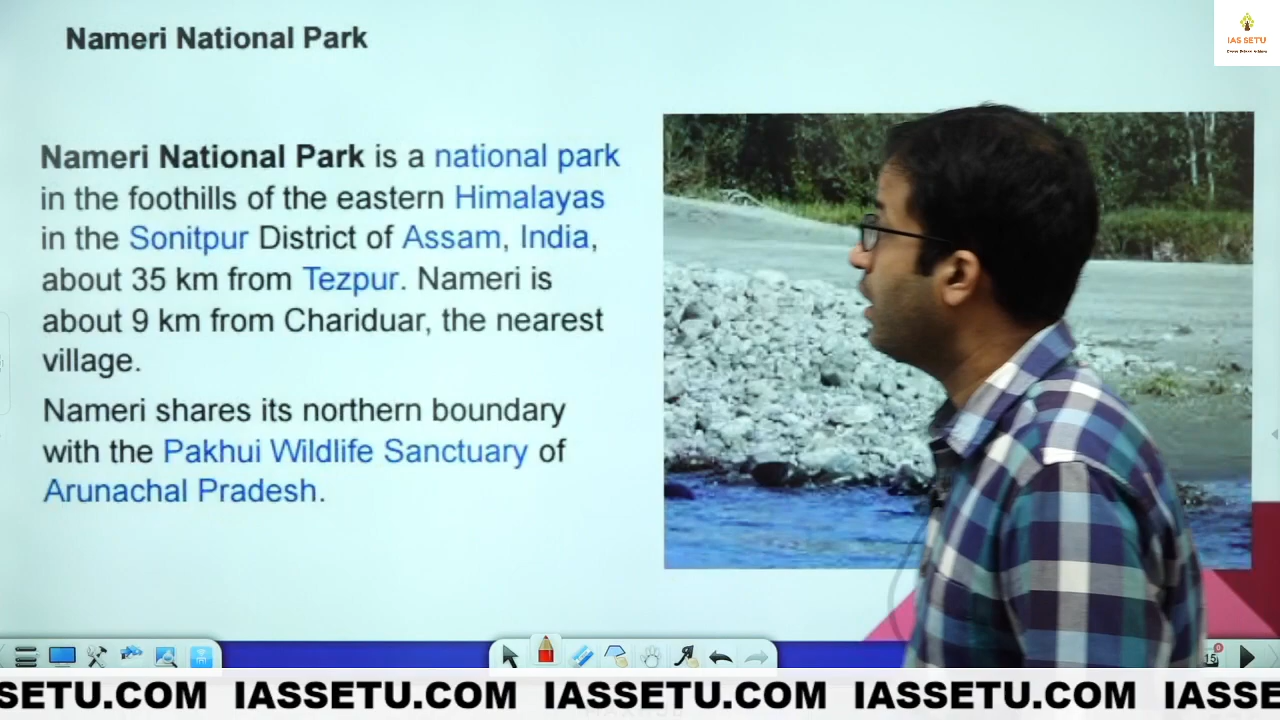 Nameri National Park
IAS SETU
Nameri National Park is a national park
in the foothills of the eastern Himalayas
in the Sonitpur District of Assam, India,
about 35 km from Tezpur. Nameri is
about 9 km from Chariduar, the nearest
village.
Nameri shares its northern boundary
with the Pakhui Wildlife Sanctuary of
Arunachal Pradesh.
15
SETU.COM IASSETU.COM IASSETU.COM IASSETU.COM IASSE